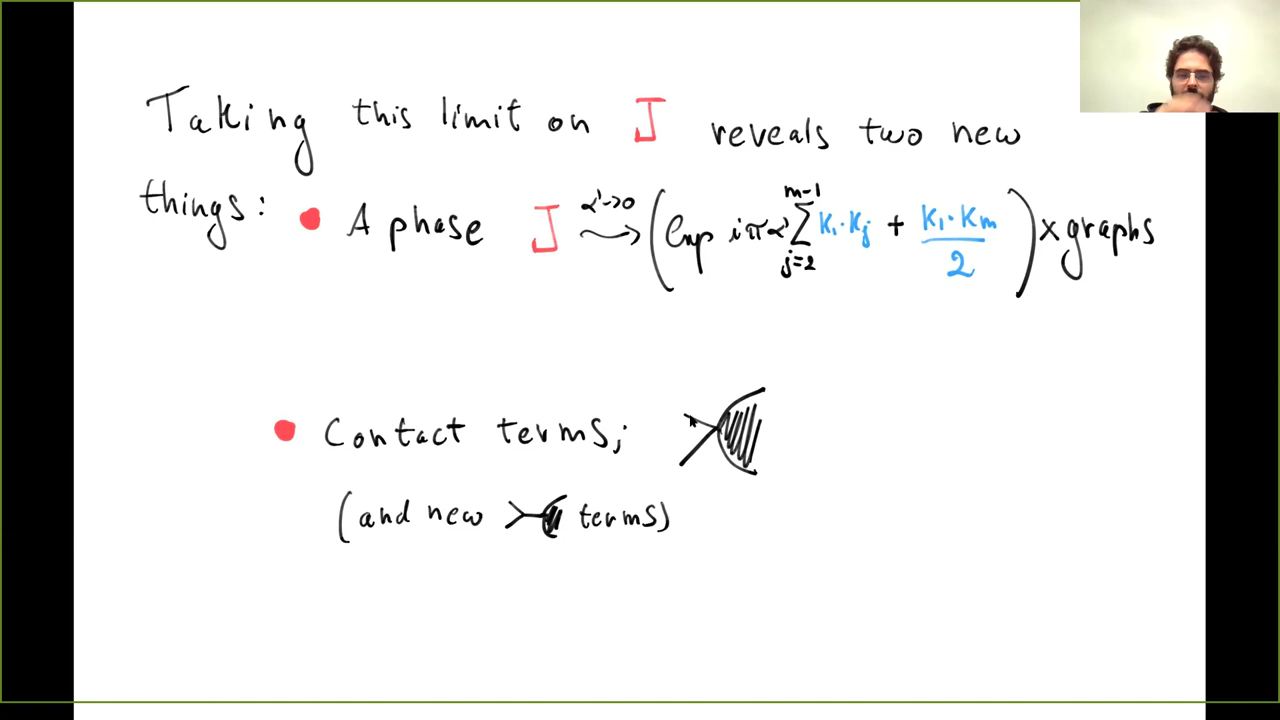 Taking this limit on J reveals two new
things: • A phase J α'→0 ⇝ (exp iπα' ∑_{j=2}^{m-1} k₁·kⱼ + k₁·kₘ/2) × graphs
• Contact terms;
(and new terms)